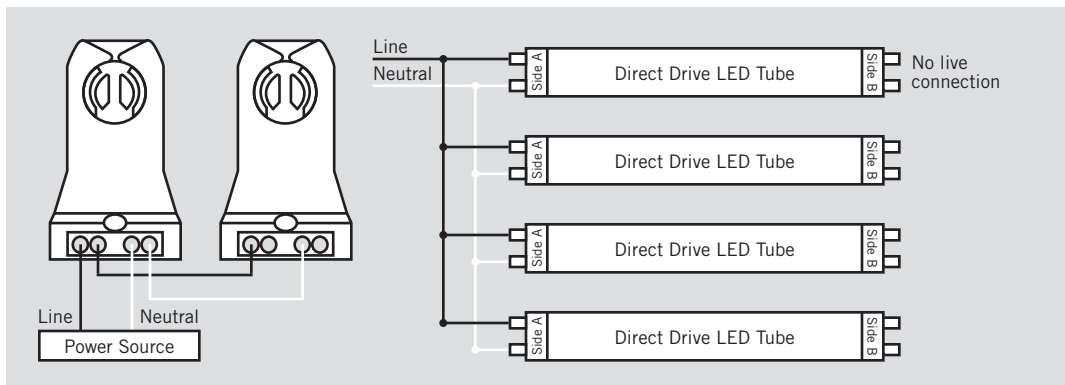 Line
Neutral
Side A
Direct Drive LED Tube
Side B
No live
connection
Side A
Direct Drive LED Tube
Side B
Side A
Direct Drive LED Tube
Side B
Side A
Direct Drive LED Tube
Side B
Line
Neutral
Power Source